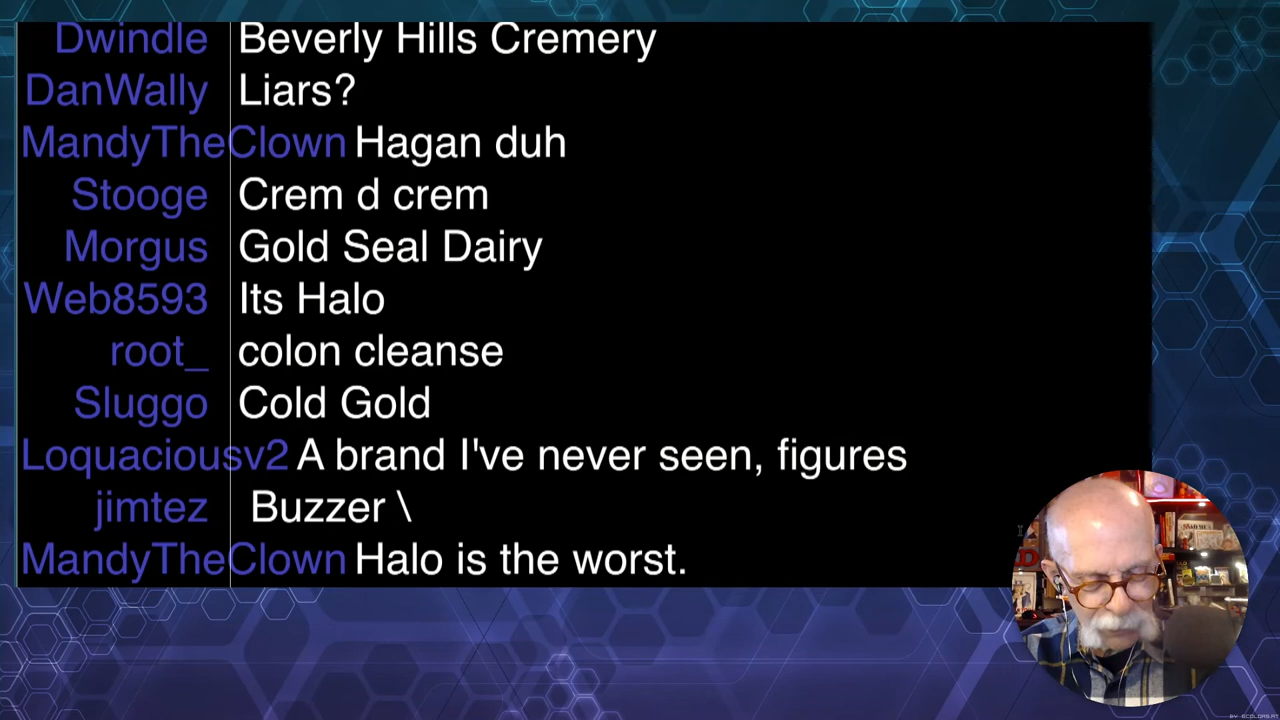 Dwindle Beverly Hills Cremery
DanWally Liars?
MandyTheClown Hagan duh
Stooge Crem d crem
Morgus Gold Seal Dairy
Web8593 Its Halo
root_ colon cleanse
Sluggo Cold Gold
Loquaciousv2 A brand I've never seen, figures
jimtez Buzzer \
MandyTheClown Halo is the worst.